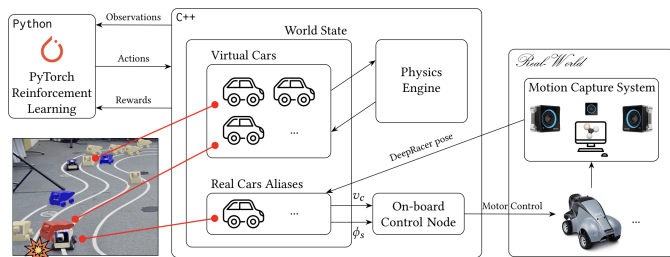 Python
PyTorch
Reinforcement
Learning
Observations
Actions
Rewards
C++
World State
Virtual Cars
...
Physics
Engine
Real Cars Aliases
...
v_c
ϕ_s
On-board
Control Node
DeepRacer pose
Motor Control
Real-World
Motion Capture System
...